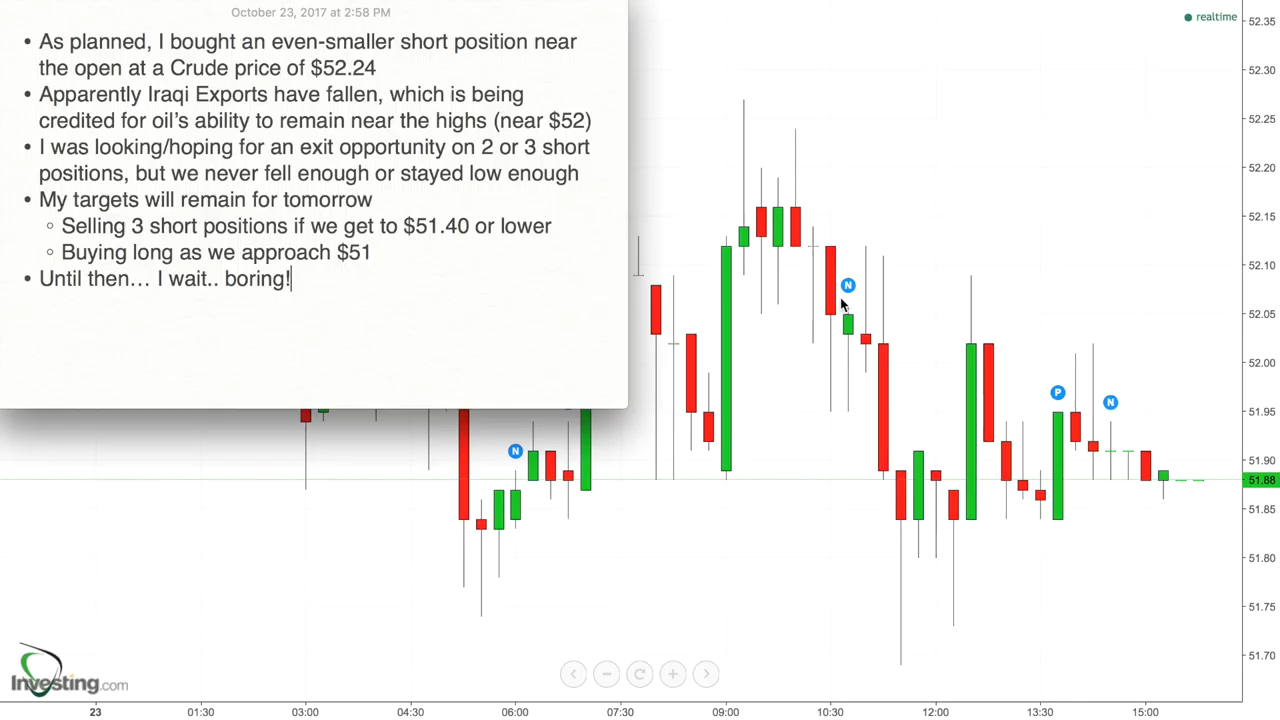 October 23, 2017 at 2:58 PM
• As planned, I bought an even-smaller short position near
the open at a Crude price of $52.24
• Apparently Iraqi Exports have fallen, which is being
credited for oil's ability to remain near the highs (near $52)
• I was looking/hoping for an exit opportunity on 2 or 3 short
positions, but we never fell enough or stayed low enough
• My targets will remain for tomorrow
◦ Selling 3 short positions if we get to $51.40 or lower
◦ Buying long as we approach $51
• Until then… I wait.. boring!
realtime
52.35
52.30
52.25
52.20
52.15
52.10
52.05
52.00
51.95
51.90
51.88
51.85
51.80
51.75
51.70
N
P
N
N
Investing.com
23
01:30
03:00
04:30
06:00
07:30
09:00
10:30
12:00
13:30
15:00